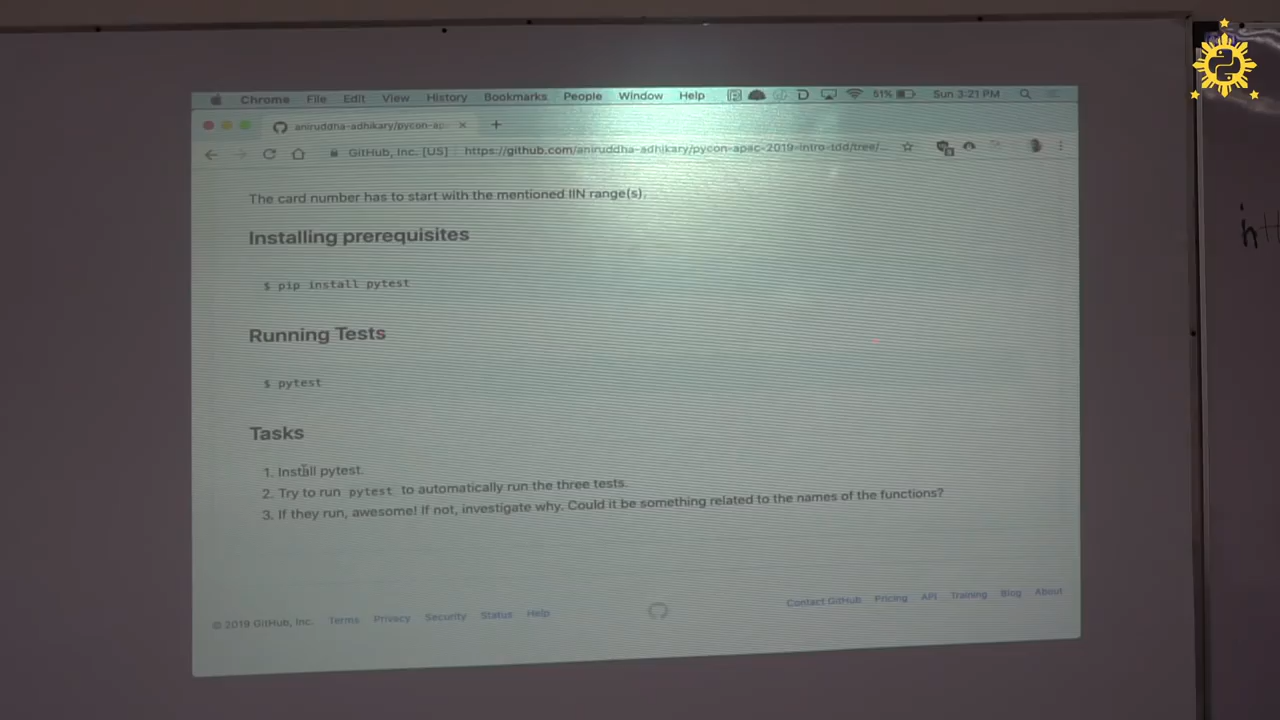 Chrome File Edit View History Bookmarks People Window Help 51% Sun 3:21 PM
aniruddha-adhikary/pycon-ap
GitHub, Inc. [US] https://github.com/aniruddha-adhikary/pycon-apac-2019-intro-tdd/tree/...
The card number has to start with the mentioned IIN range(s).
Installing prerequisites
$ pip install pytest
Running Tests
$ pytest
Tasks
1. Install pytest.
2. Try to run pytest to automatically run the three tests.
3. If they run, awesome! If not, investigate why. Could it be something related to the names of the functions?
© 2019 GitHub, Inc. Terms Privacy Security Status Help Contact GitHub Pricing API Training Blog About